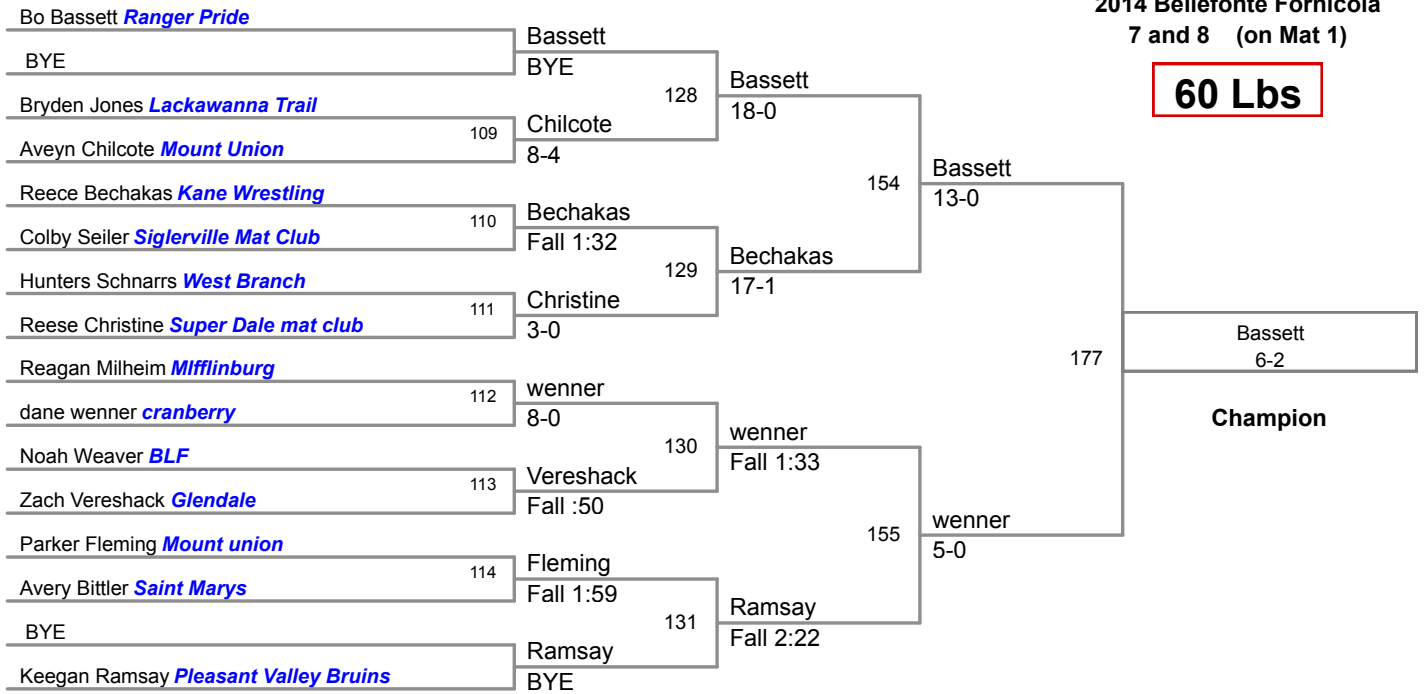 2014 Bellefonte Fornicola
7 and 8 (on Mat 1)
60 Lbs
Bo Bassett Ranger Pride
BYE
Bryden Jones Lackawanna Trail
Aveyn Chilcote Mount Union
Reece Bechakas Kane Wrestling
Colby Seiler Siglerville Mat Club
Hunters Schnarrs West Branch
Reese Christine Super Dale mat club
Reagan Milheim MIfflinburg
dane wenner cranberry
Noah Weaver BLF
Zach Vereshack Glendale
Parker Fleming Mount union
Avery Bittler Saint Marys
BYE
Keegan Ramsay Pleasant Valley Bruins
109
110
111
112
113
114
Bassett
BYE
Chilcote
8-4
Bechakas
Fall 1:32
Christine
3-0
wenner
8-0
Vereshack
Fall :50
Fleming
Fall 1:59
Ramsay
BYE
128
129
130
131
Bassett
18-0
Bechakas
17-1
wenner
Fall 1:33
Ramsay
Fall 2:22
154
155
Bassett
13-0
wenner
5-0
177
Bassett
6-2
Champion